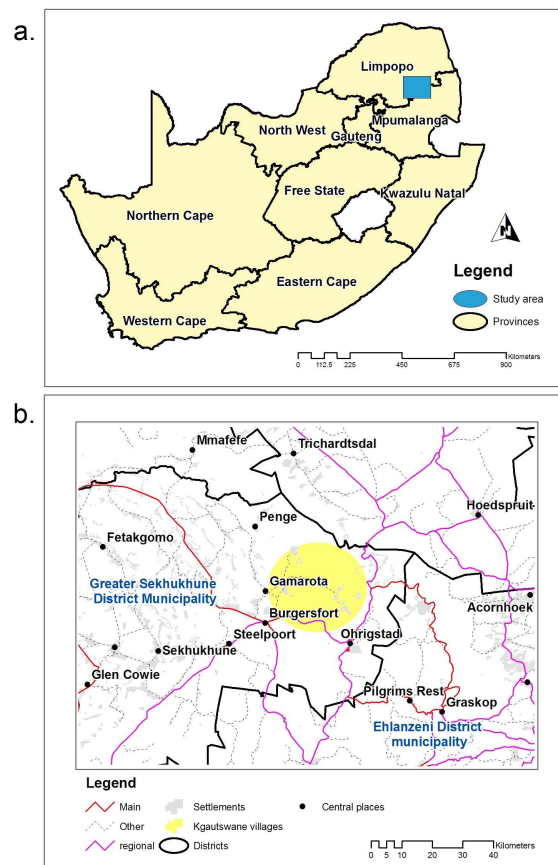 a.
Limpopo
Mpumalanga
North West
Gauteng
Free State
Kwazulu Natal
Northern Cape
Eastern Cape
Western Cape
N
Legend
Study area
Provinces
Kilometers
0 112.5 225 450 675 900
b.
Mmafefe
Trichardtsdal
Hoedspruit
Penge
Fetakgomo
Greater Sekhukhune
District Municipality
Gamarota
Acornhoek
Burgersfort
Steelpoort
Ohrigstad
Sekhukhune
Glen Cowie
Pilgrims Rest
Graskop
Ehlanzeni District
municipality
Legend
Main
Settlements
Central places
Other
Kgautswane villages
regional
Districts
Kilometers
0 5 10 20 30 40